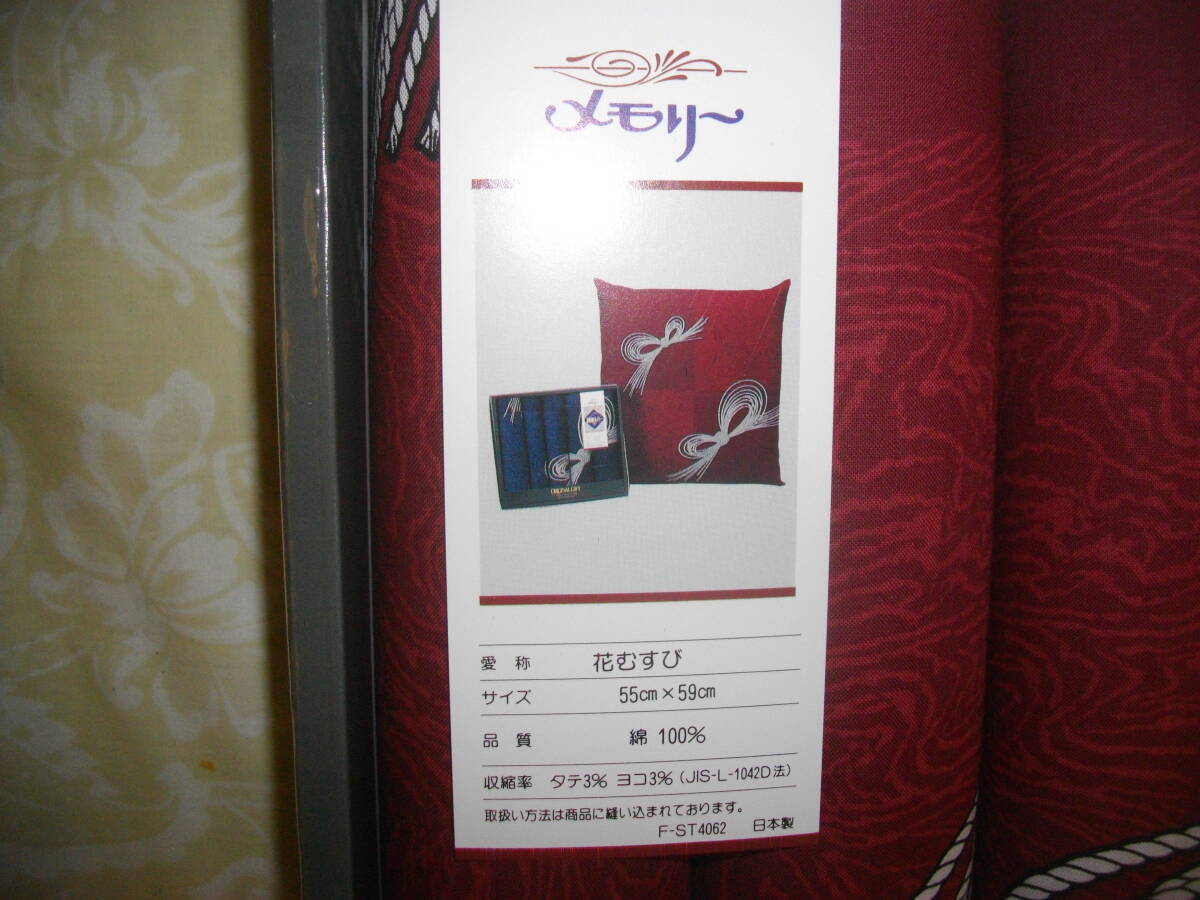 メモリー
ORIGINAL GIFT
愛称 花むすび
サイズ 55cm×59cm
品質 綿 100%
収縮率 タテ3% ヨコ3% (JIS-L-1042D法)
取扱い方法は商品に縫い込まれております。
F-ST4062 日本製